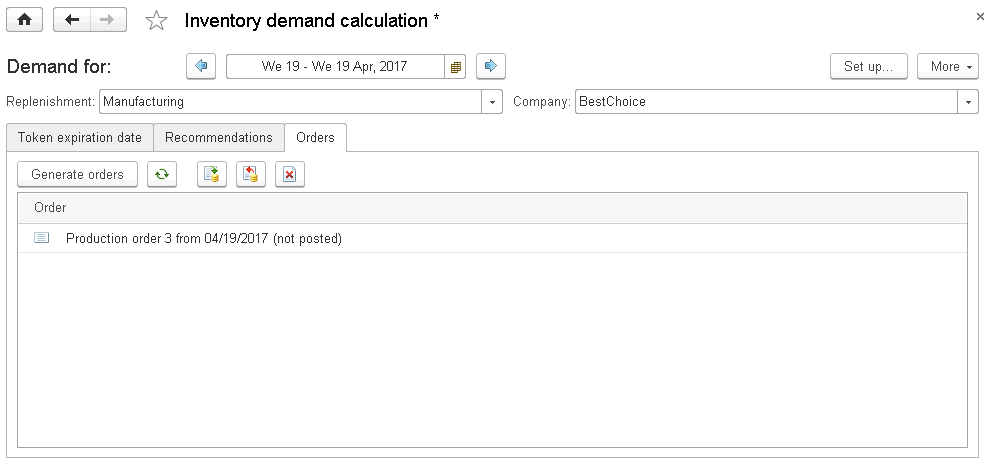 Inventory demand calculation *
Demand for: We 19 - We 19 Apr, 2017 Set up... More
Replenishment: Manufacturing Company: BestChoice
Token expiration date Recommendations Orders
Generate orders
Order
Production order 3 from 04/19/2017 (not posted)